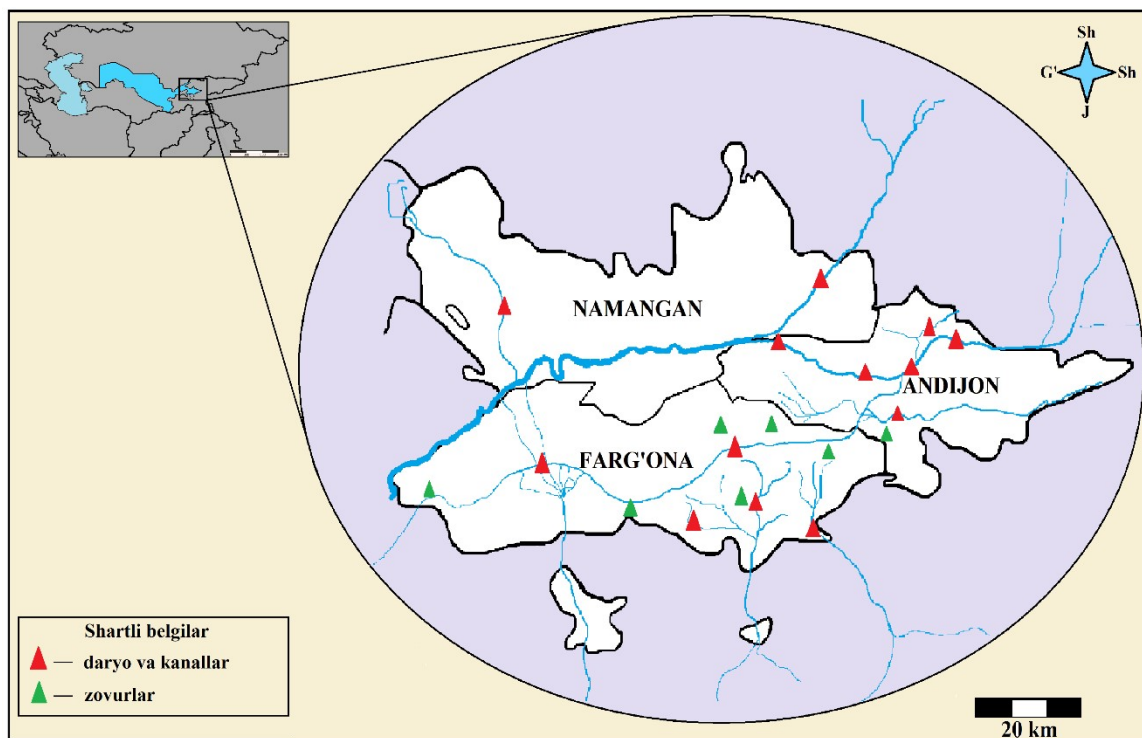 Sh
G'
Sh
J
NAMANGAN
ANDIJON
FARG'ONA
Shartli belgilar
— daryo va kanallar
— zovurlar
20 km